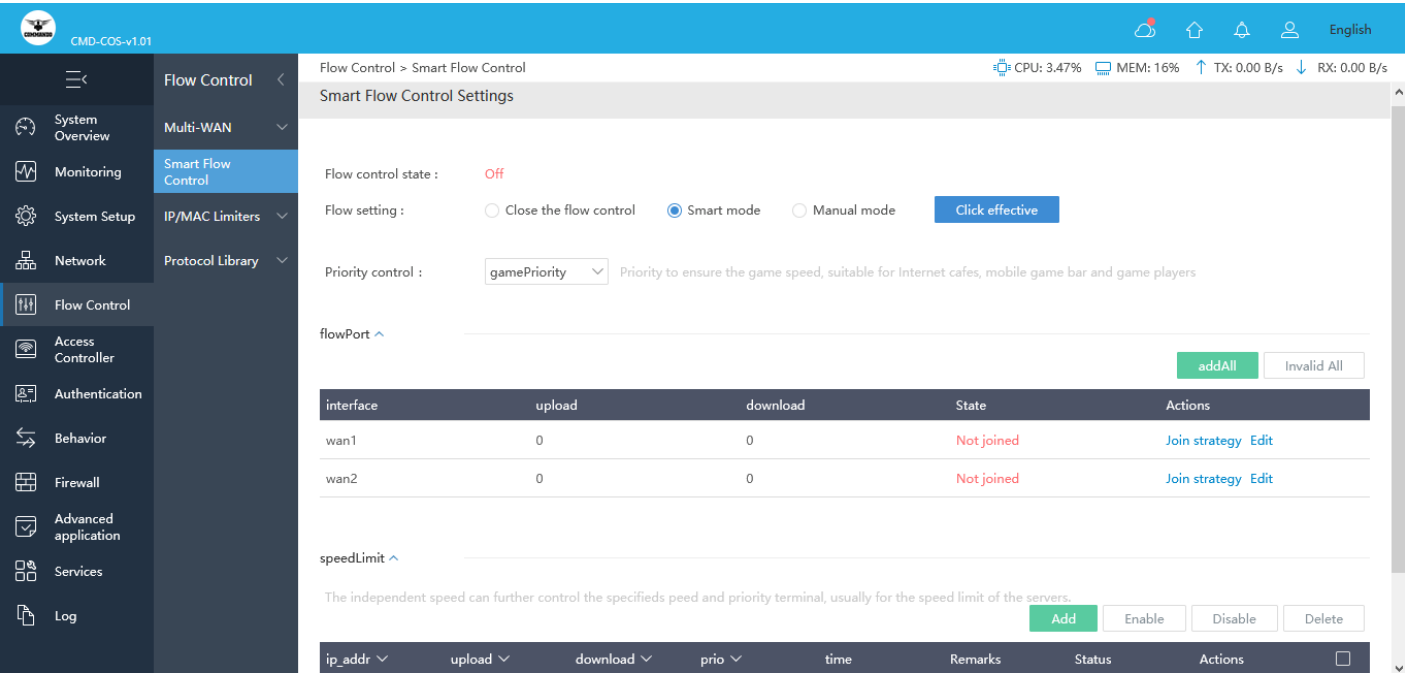 COMMANDO
CMD-COS-v1.01
English
Flow Control
Flow Control > Smart Flow Control
CPU: 3.47% MEM: 16% TX: 0.00 B/s RX: 0.00 B/s
System
Overview
Monitoring
System Setup
Network
Flow Control
Access
Controller
Authentication
Behavior
Firewall
Advanced
application
Services
Log
Multi-WAN
Smart Flow
Control
IP/MAC Limiters
Protocol Library
Smart Flow Control Settings
Flow control state : Off
Flow setting : Close the flow control Smart mode Manual mode Click effective
Priority control : gamePriority Priority to ensure the game speed, suitable for Internet cafes, mobile game bar and game players
flowPort
addAll Invalid All
interface upload download State Actions
wan1 0 0 Not joined Join strategy Edit
wan2 0 0 Not joined Join strategy Edit
speedLimit
The independent speed can further control the specifieds peed and priority terminal, usually for the speed limit of the servers.
Add Enable Disable Delete
ip_addr upload download prio time Remarks Status Actions